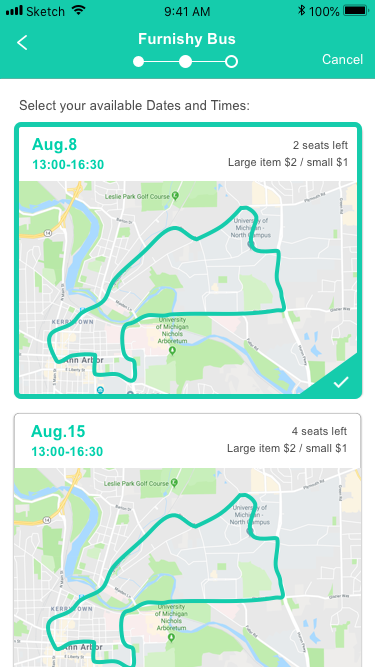 Sketch 9:41 AM 100%
Furnishy Bus
Cancel
Select your available Dates and Times:
Aug.8 2 seats left
13:00-16:30 Large item $2 / small $1
Leslie Park Golf Course
University of
Michigan -
North Campus
14
KERRYTOWN
University
of Michigan
Nichols
Arboretum
Ann Arbor
E Liberty St
Aug.15 4 seats left
13:00-16:30 Large item $2 / small $1
Leslie Park Golf Course
University of
Michigan -
North Campus
14
KERRYTOWN
University
of Michigan
Nichols
Arboretum
Ann Arbor